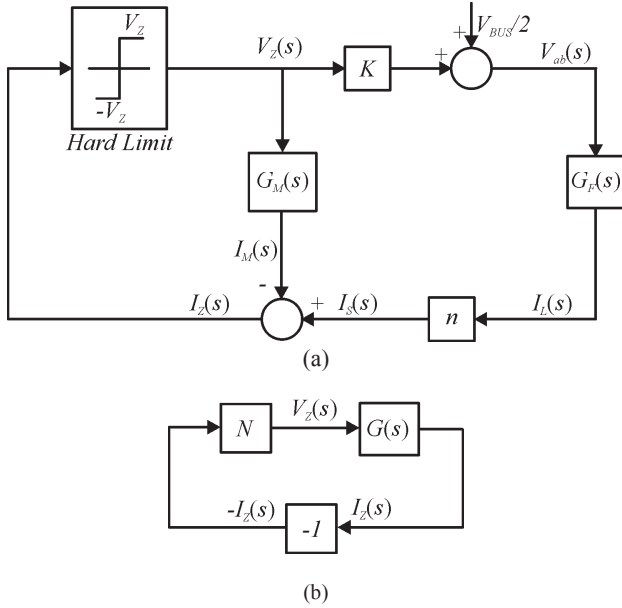 V_Z
-V_Z
Hard Limit
V_Z(s)
K
+
+
V_BUS/2
V_ab(s)
G_M(s)
G_F(s)
I_M(s)
-
I_Z(s)
+
I_S(s)
n
I_L(s)
(a)
N
V_Z(s)
G(s)
-I_Z(s)
-1
I_Z(s)
(b)